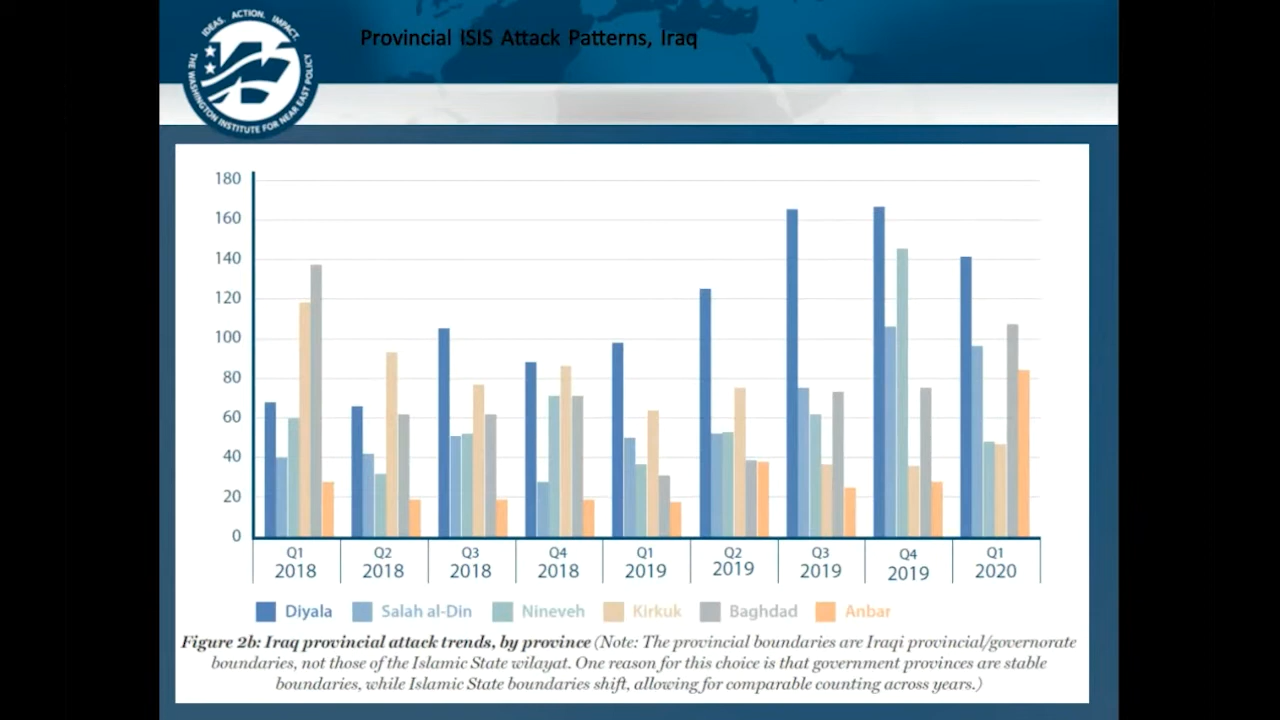 IDEAS. ACTION. IMPACT.
THE WASHINGTON INSTITUTE FOR NEAR EAST POLICY
Provincial ISIS Attack Patterns, Iraq
180
160
140
120
100
80
60
40
20
0
Q1 Q2 Q3 Q4 Q1 Q2 Q3 Q4 Q1
2018 2018 2018 2018 2019 2019 2019 2019 2020
Diyala Salah al-Din Nineveh Kirkuk Baghdad Anbar
Figure 2b: Iraq provincial attack trends, by province (Note: The provincial boundaries are Iraqi provincial/governorate
boundaries, not those of the Islamic State wilayat. One reason for this choice is that government provinces are stable
boundaries, while Islamic State boundaries shift, allowing for comparable counting across years.)